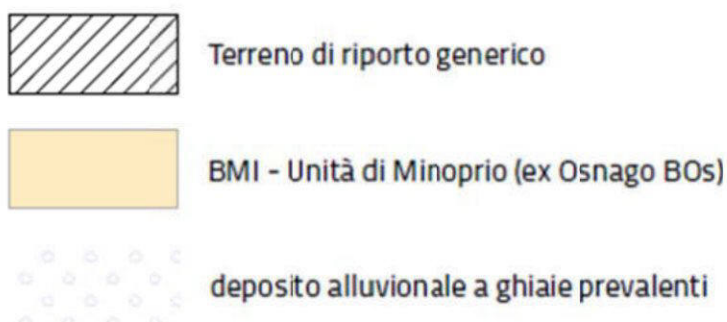 Terreno di riporto generico
BMI - Unità di Minoprio (ex Osnago BOs)
deposito alluvionale a ghiaie prevalenti